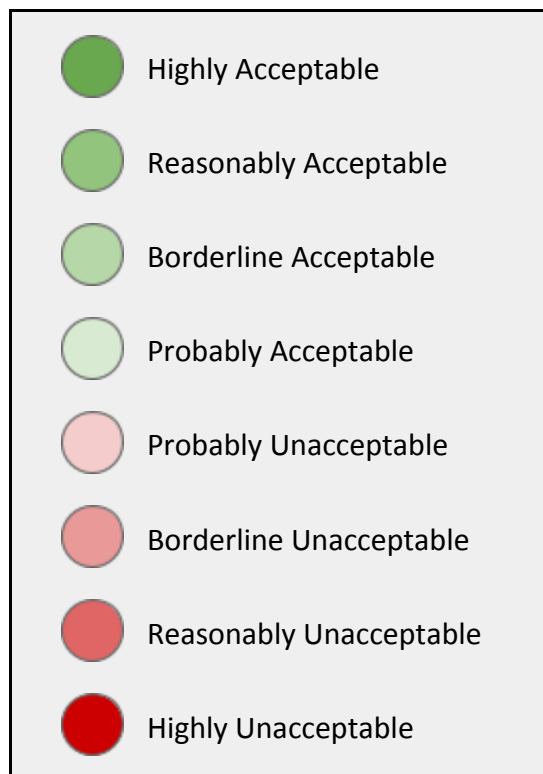 Highly Acceptable
Reasonably Acceptable
Borderline Acceptable
Probably Acceptable
Probably Unacceptable
Borderline Unacceptable
Reasonably Unacceptable
Highly Unacceptable